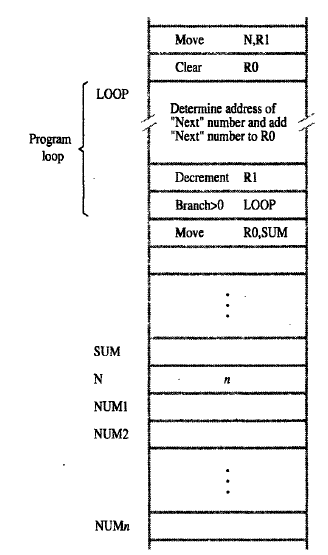 Move N,R1
Clear R0
LOOP
Determine address of
"Next" number and add
"Next" number to R0
Program
loop
Decrement R1
Branch>0 LOOP
Move R0,SUM
SUM
N n
NUM1
NUM2
NUMn